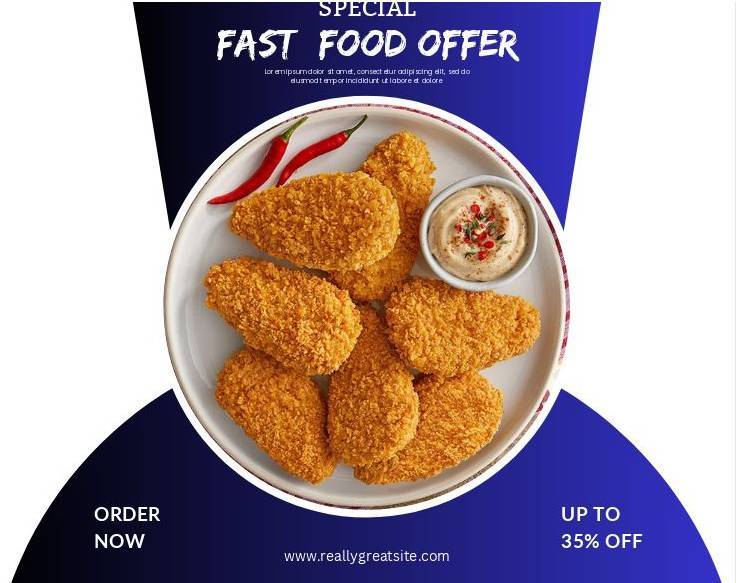 SPECIAL
FAST FOOD OFFER
Lorem ipsum dolor sit amet, consectetur adipiscing elit, sed do
eiusmod tempor incididunt ut labore et dolore
ORDER
NOW
UP TO
35% OFF
www.reallygreatsite.com